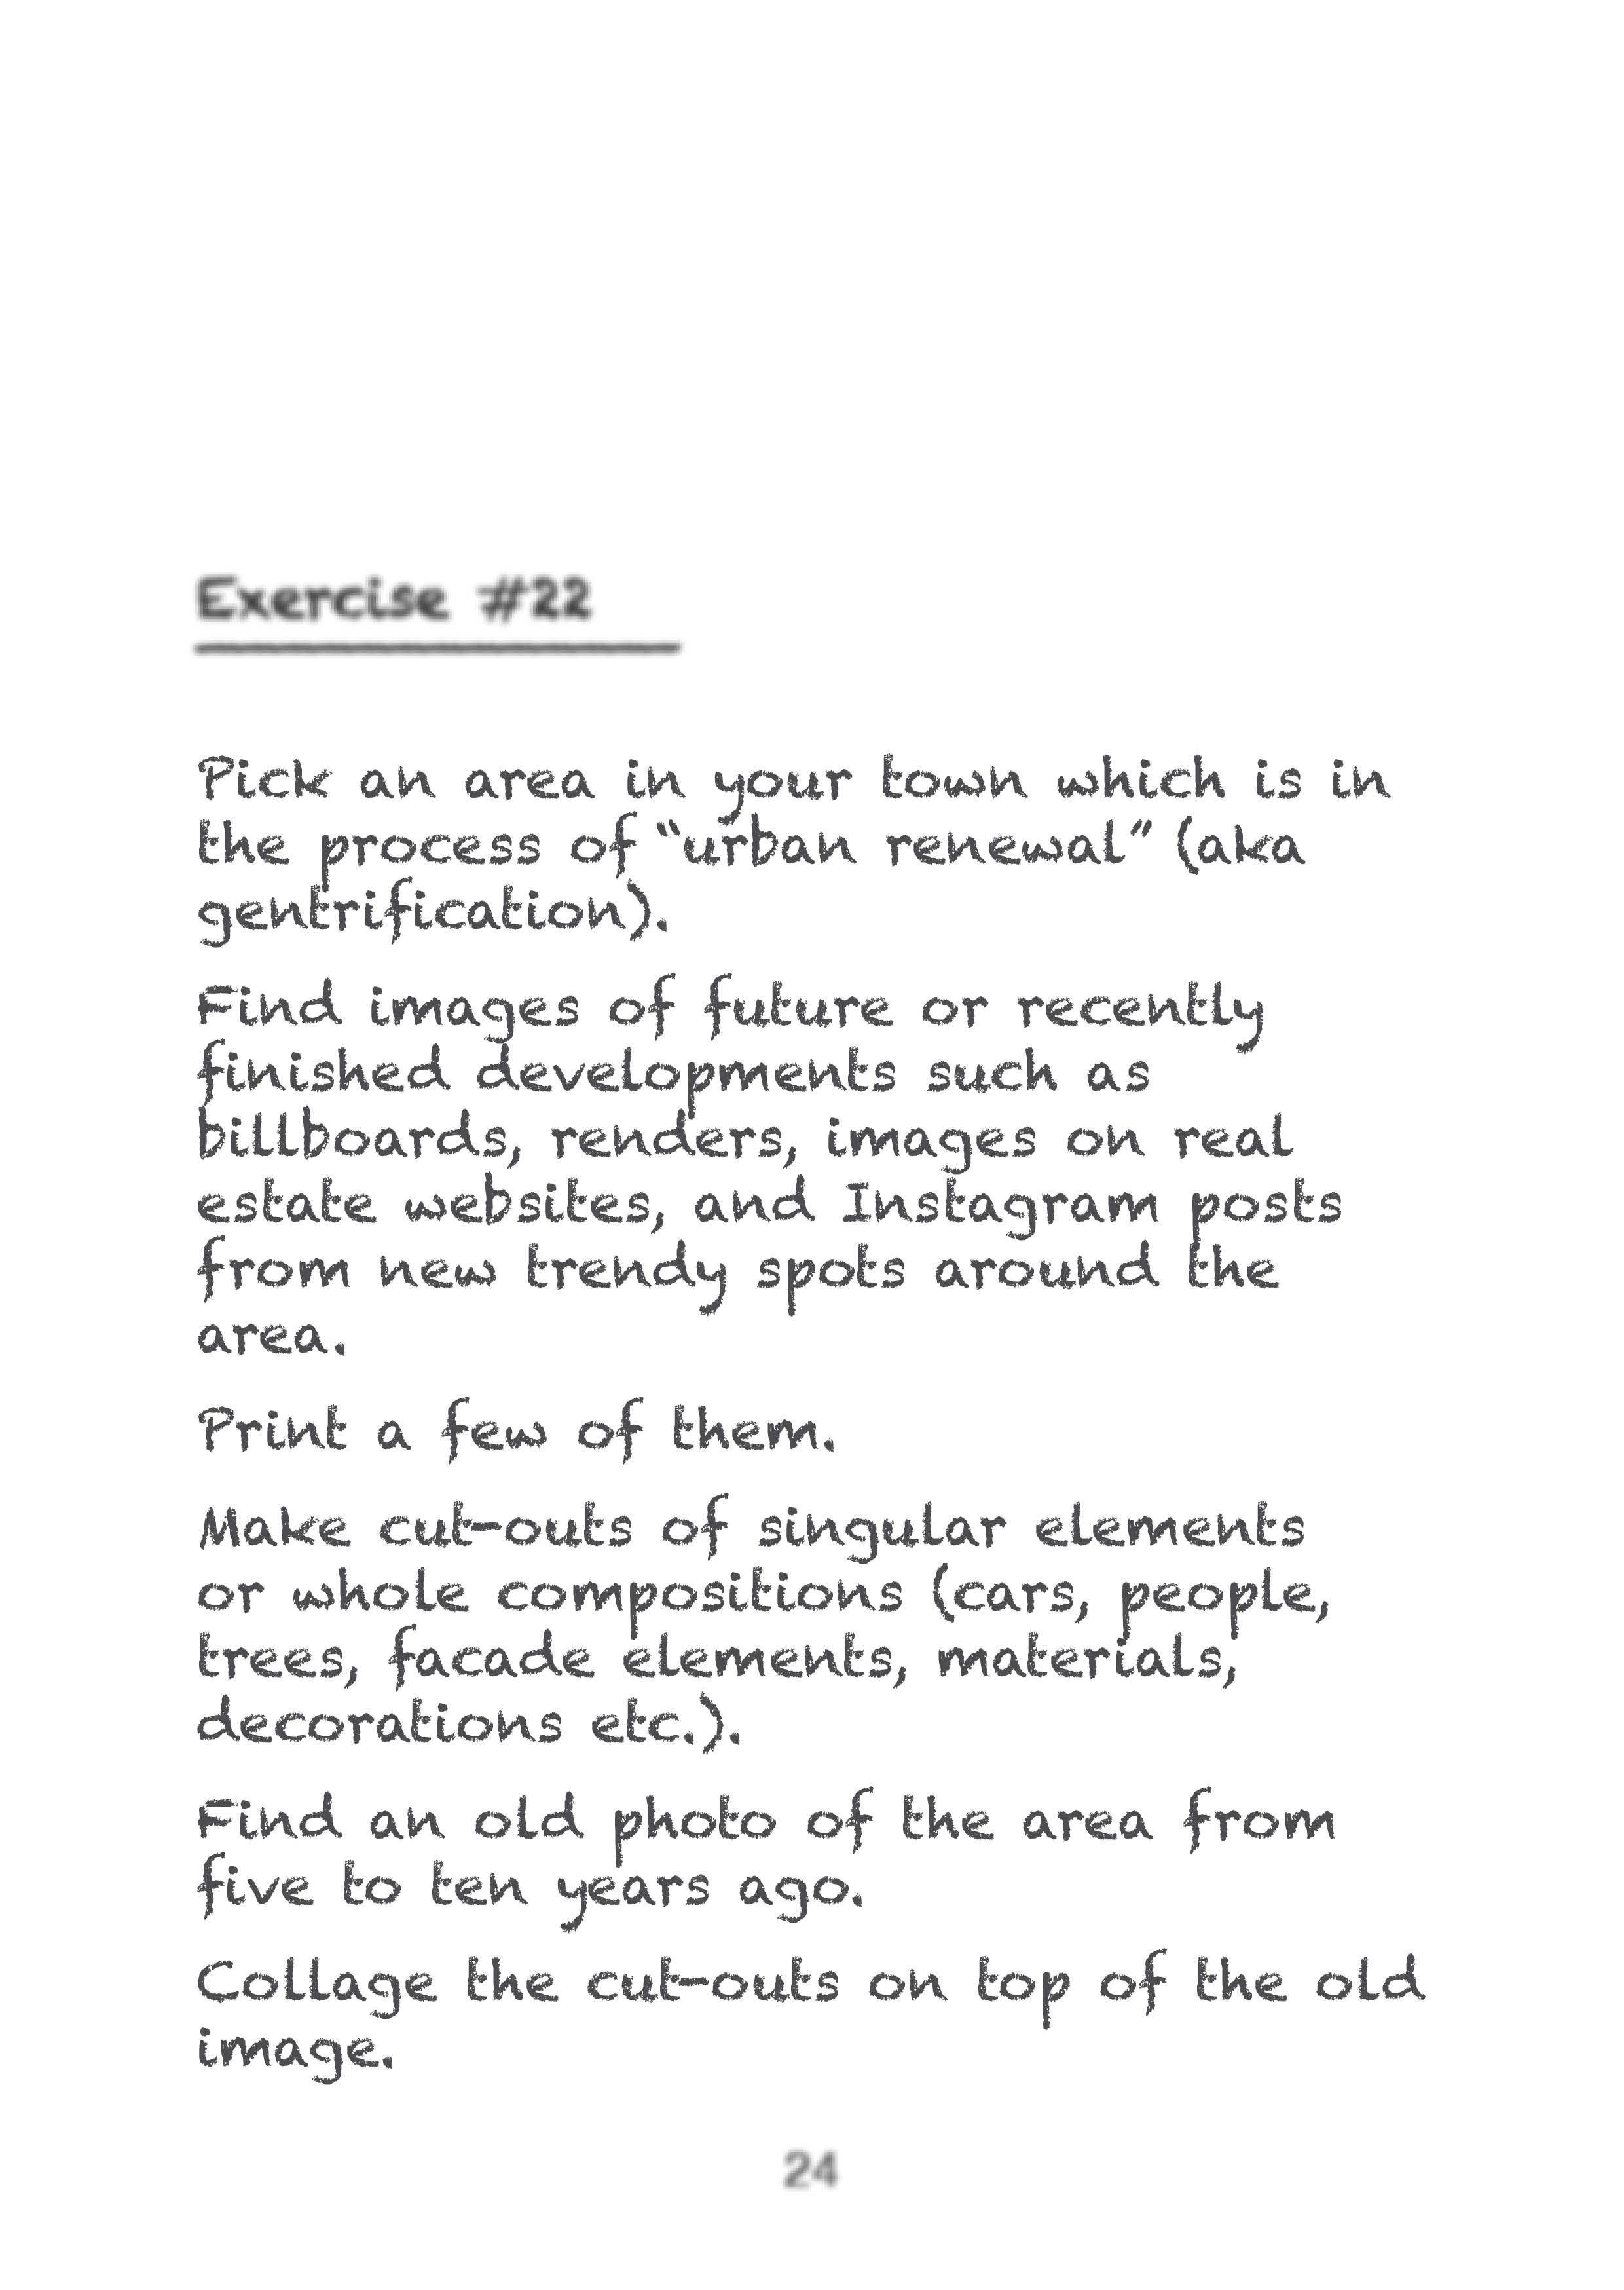 Exercise #22
Pick an area in your town which is in
the process of “urban renewal” (aka
gentrification).
Find images of future or recently
finished developments such as
billboards, renders, images on real
estate websites, and Instagram posts
from new trendy spots around the
area.
Print a few of them.
Make cut-outs of singular elements
or whole compositions (cars, people,
trees, facade elements, materials,
decorations etc.).
Find an old photo of the area from
five to ten years ago.
Collage the cut-outs on top of the old
image.
24